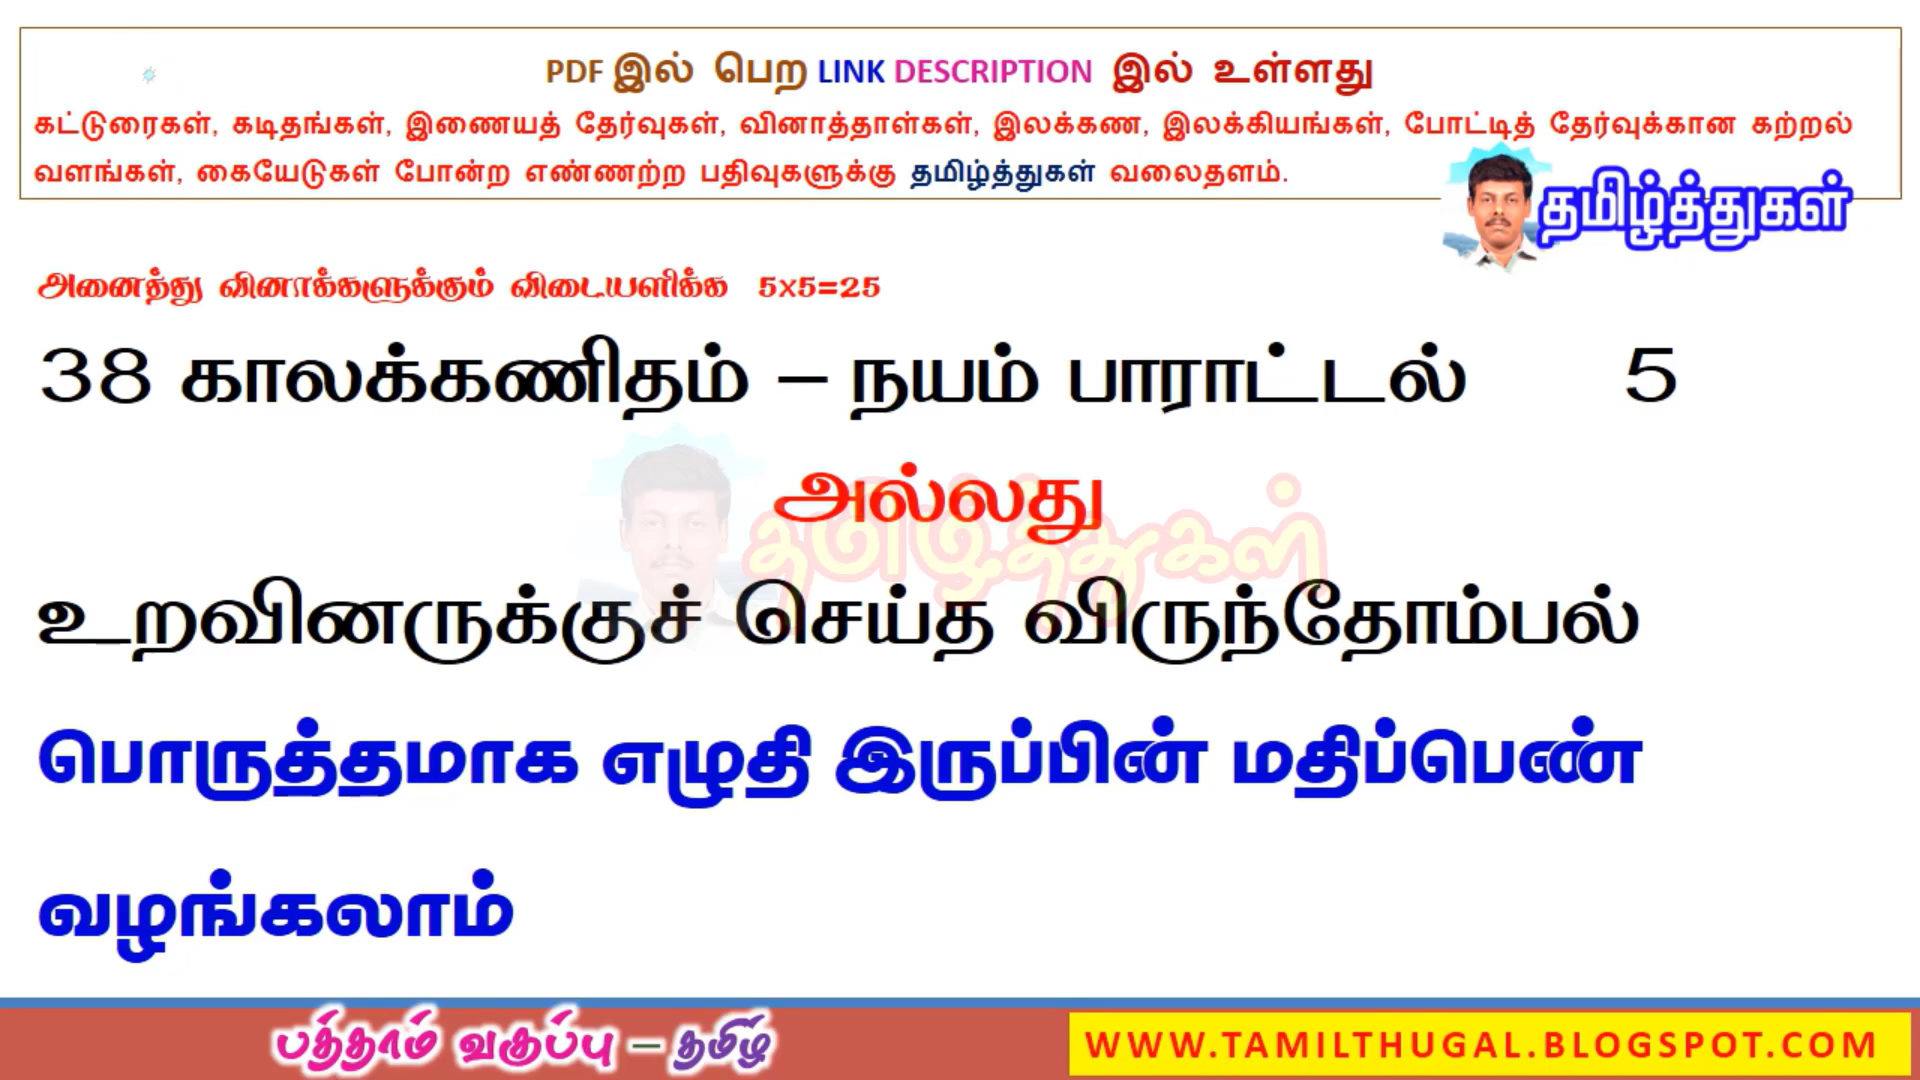 PDF இல் பெற LINK DESCRIPTION இல் உள்ளது
கட்டுரைகள், கடிதங்கள், இணையத் தேர்வுகள், வினாத்தாள்கள், இலக்கண, இலக்கியங்கள், போட்டித் தேர்வுக்கான கற்றல்
வளங்கள், கையேடுகள் போன்ற எண்ணற்ற பதிவுகளுக்கு தமிழ்த்துகள் வலைதளம்.
தமிழ்த்துகள்
அனைத்து வினாக்களுக்கும் விடையளிக்க 5x5=25
38 காலக்கணிதம் – நயம் பாராட்டல் 5
அல்லது
தமிழ்த்துகள்
உறவினருக்குச் செய்த விருந்தோம்பல்
பொருத்தமாக எழுதி இருப்பின் மதிப்பெண்
வழங்கலாம்
பத்தாம் வகுப்பு – தமிழ்
WWW.TAMILTHUGAL.BLOGSPOT.COM